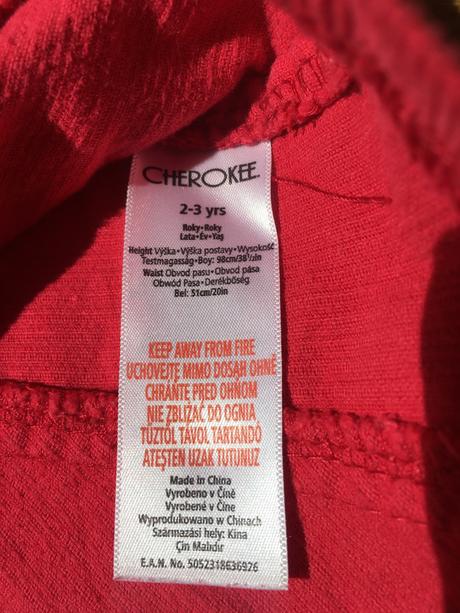 CHEROKEE.
2-3 yrs
Roky•Roky
Lata•Év•Yaş
Height Výška•Výška postavy•Wysokość
Testmagasság•Boy: 98cm/38½in
Waist Obvod pasu•Obvod pása
Obwód Pasa•Derékbőség
Bel: 51cm/20in
KEEP AWAY FROM FIRE
UCHOVEJTE MIMO DOSAH OHNĚ
CHRÁŇTE PRED OHŇOM
NIE ZBLIŻAĆ DO OGNIA
TŰZTŐL TÁVOL TARTANDÓ
ATEŞTEN UZAK TUTUNUZ
Made in China
Vyrobeno v Číně
Vyrobené v Číne
Wyprodukowano w Chinach
Származási hely: Kína
Çin Malıdır
E.A.N. No. 5052318636926